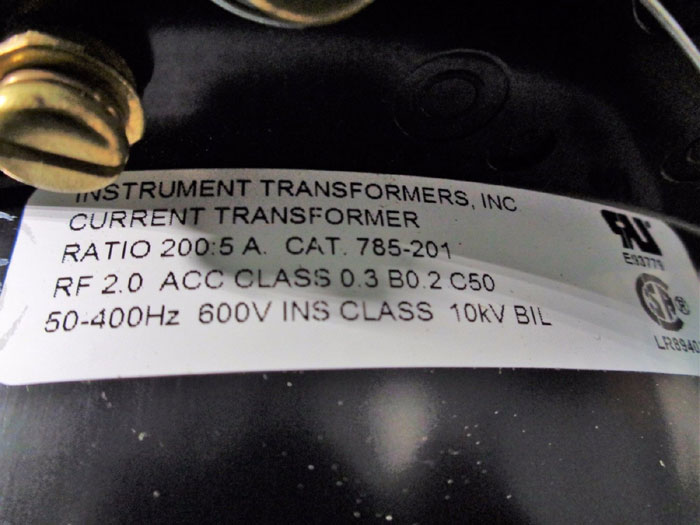 INSTRUMENT TRANSFORMERS, INC
CURRENT TRANSFORMER
RATIO 200:5 A. CAT. 785-201
RF 2.0 ACC CLASS 0.3 B0.2 C50
50-400Hz 600V INS CLASS 10kV BIL
E93779